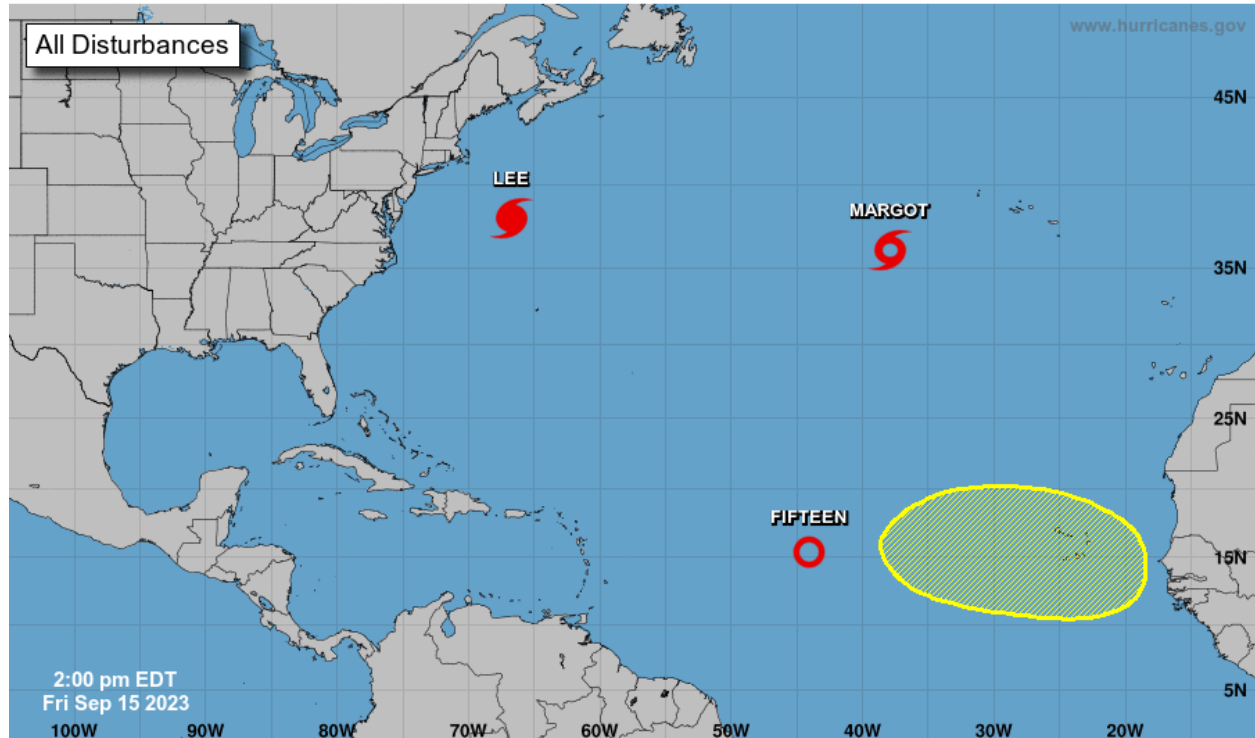 All Disturbances
www.hurricanes.gov
45N
LEE
MARGOT
35N
25N
FIFTEEN
15N
2:00 pm EDT
Fri Sep 15 2023
5N
100W 90W 80W 70W 60W 50W 40W 30W 20W